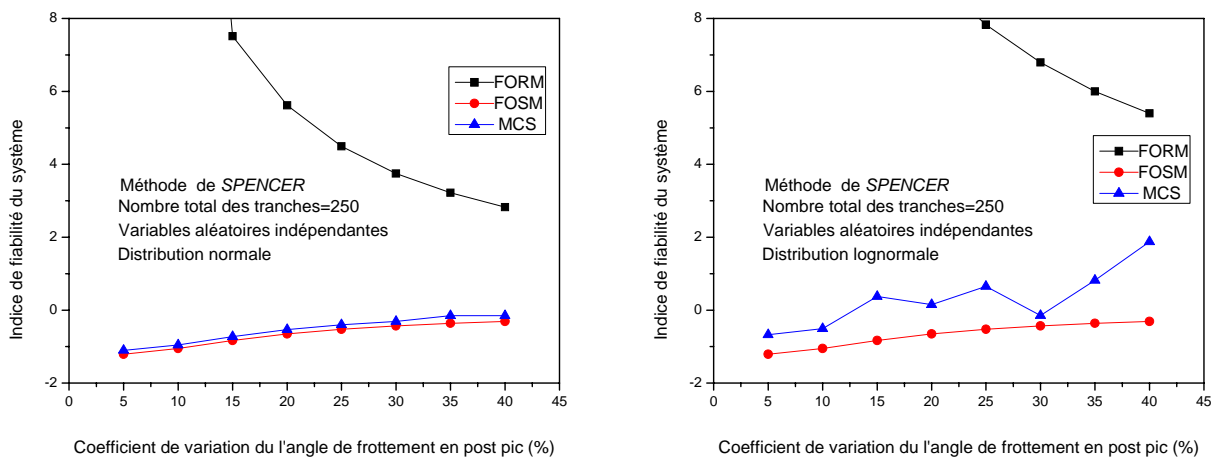 8
6
4
2
0
-2
Indice de fiabilité du système
FORM
FOSM
MCS
Méthode de SPENCER
Nombre total des tranches=250
Variables aléatoires indépendantes
Distribution normale
0 5 10 15 20 25 30 35 40 45
Coefficient de variation du l'angle de frottement en post pic (%)
8
6
4
2
0
-2
Indice de fiabilité du système
FORM
FOSM
MCS
Méthode de SPENCER
Nombre total des tranches=250
Variables aléatoires indépendantes
Distribution lognormale
0 5 10 15 20 25 30 35 40 45
Coefficient de variation du l'angle de frottement en post pic (%)